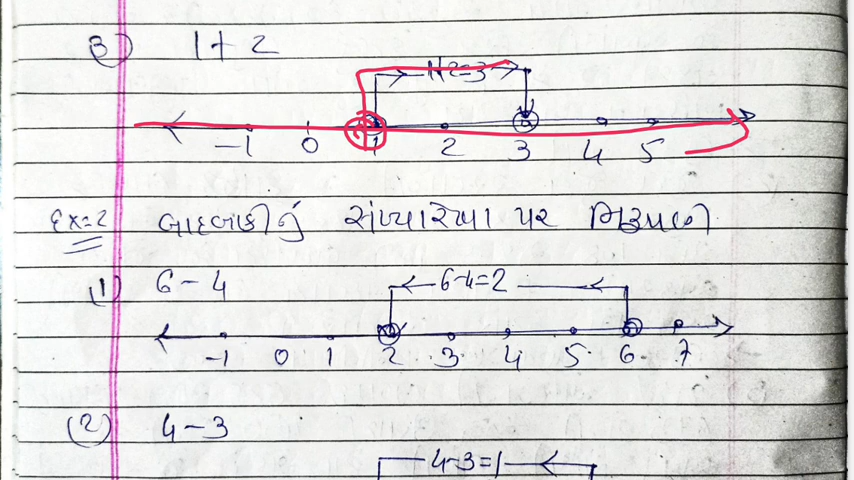 3) 1+2
1+2=3
-1 0 1 2 3 4 5
Ex=2 બાદબાકીનું સંખ્યારેખા પર નિરૂપણ
(1) 6-4
6-4=2
-1 0 1 2 3 4 5 6 7
(2) 4-3
4-3=1